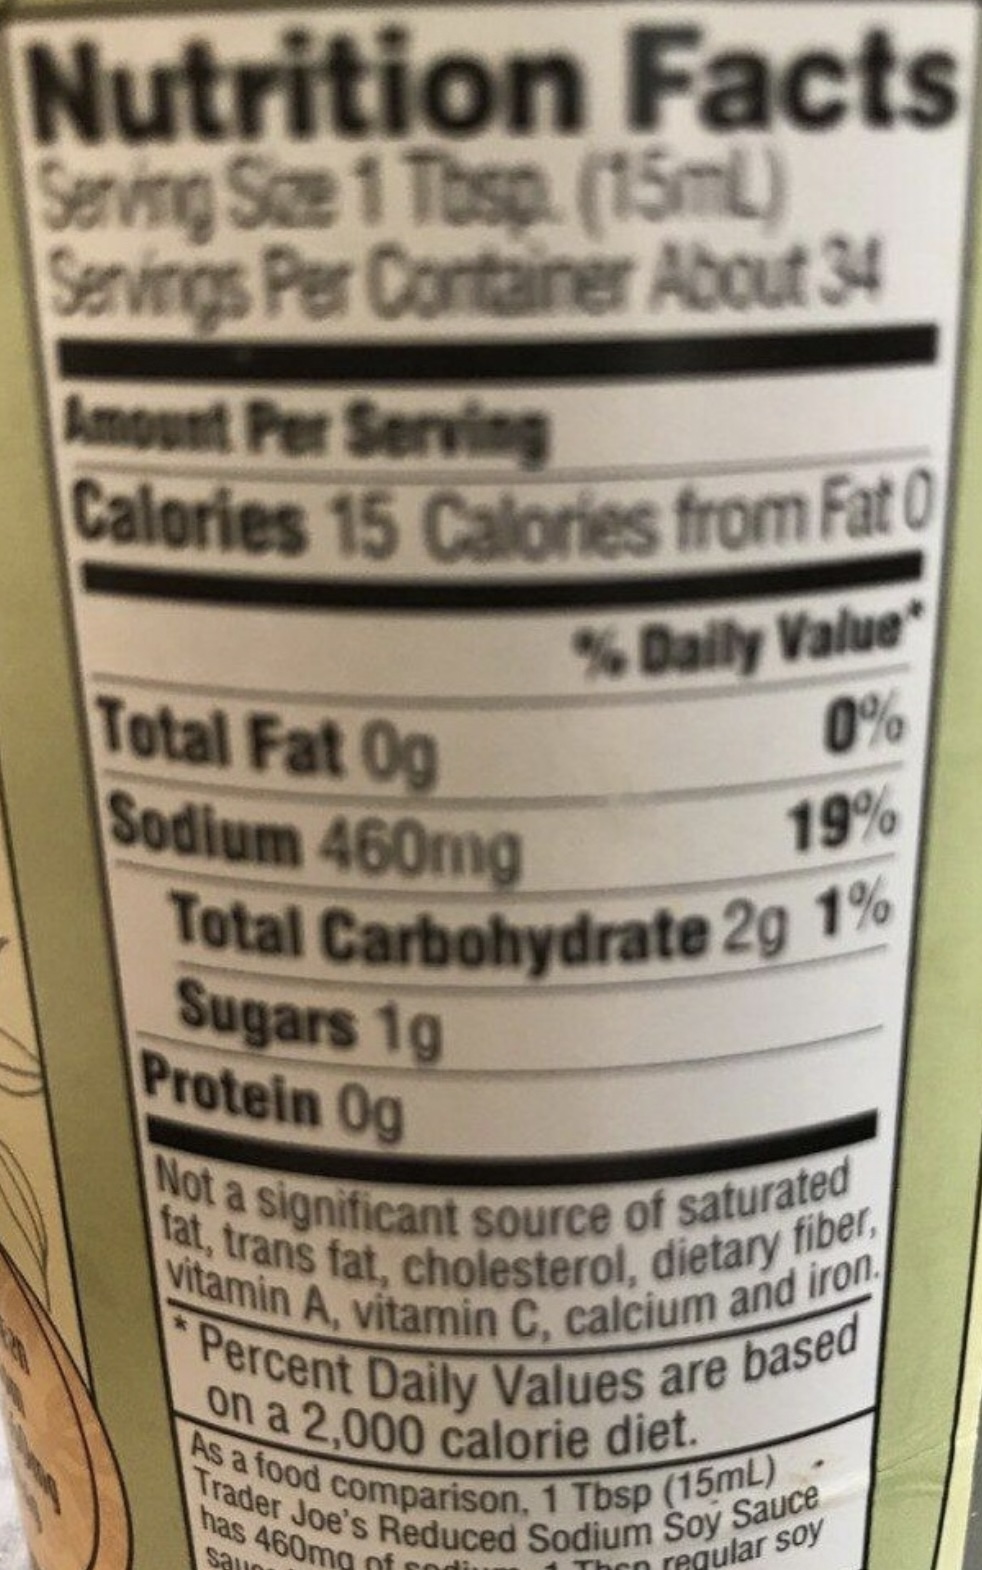 Nutrition Facts
Serving Size 1 Tbsp. (15mL)
Servings Per Container About 34
Amount Per Serving
Calories 15 Calories from Fat 0
% Daily Value*
Total Fat 0g 0%
Sodium 460mg 19%
Total Carbohydrate 2g 1%
Sugars 1g
Protein 0g
Not a significant source of saturated
fat, trans fat, cholesterol, dietary fiber,
vitamin A, vitamin C, calcium and iron.
* Percent Daily Values are based
on a 2,000 calorie diet.
As a food comparison, 1 Tbsp (15mL)
Trader Joe's Reduced Sodium Soy Sauce
has 460mg of sodium 1 Tbsp regular soy